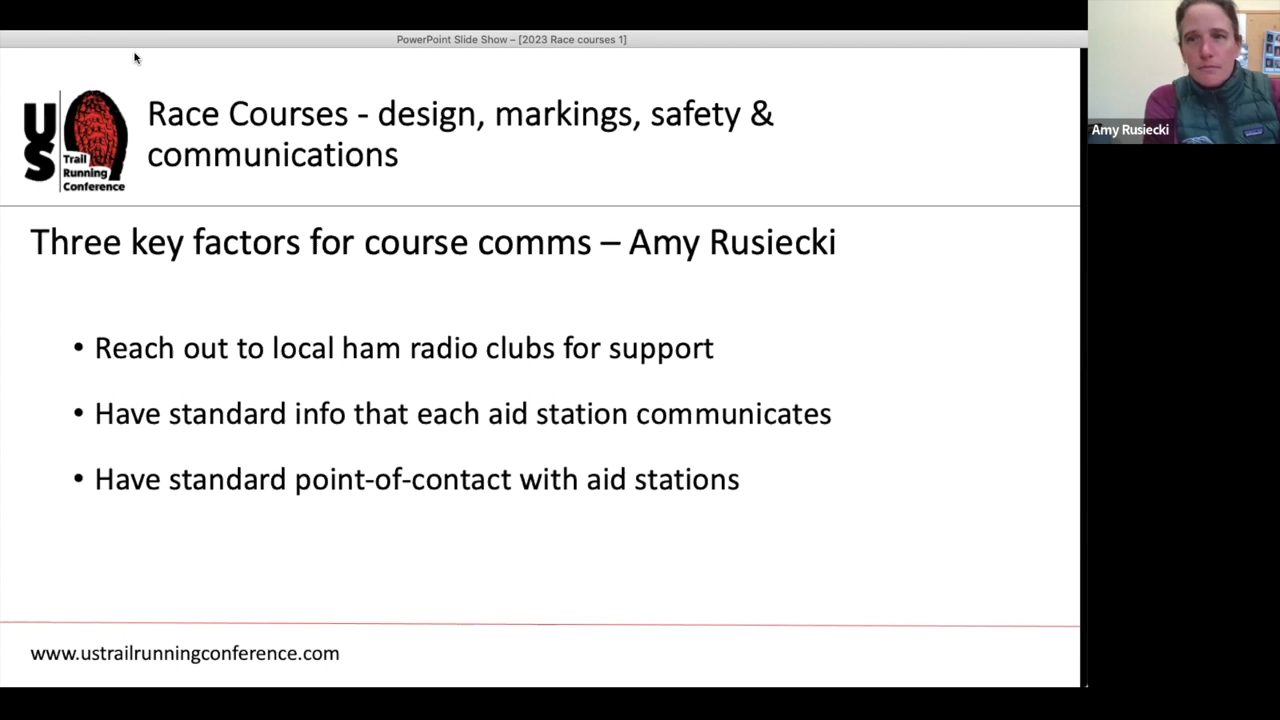 PowerPoint Slide Show – [2023 Race courses 1]
US
Trail
Running
Conference
Race Courses - design, markings, safety &
communications
Amy Rusiecki
Three key factors for course comms – Amy Rusiecki
• Reach out to local ham radio clubs for support
• Have standard info that each aid station communicates
• Have standard point-of-contact with aid stations
www.ustrailrunningconference.com